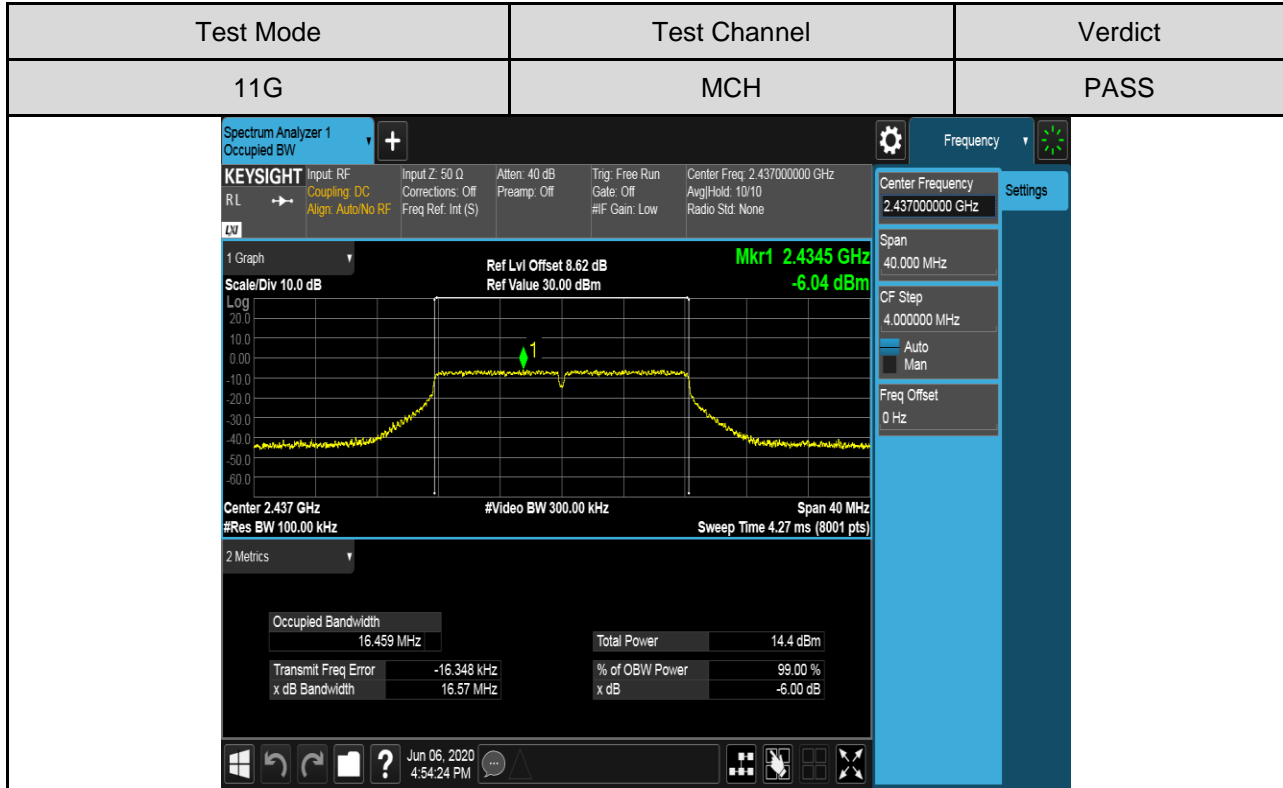 Test Mode Test Channel Verdict
11G MCH PASS
Spectrum Analyzer 1
Occupied BW
+
Frequency
KEYSIGHT Input: RF Input Z: 50 Ω Atten: 40 dB Trig: Free Run Center Freq: 2.437000000 GHz
RL Coupling: DC Corrections: Off Preamp: Off Gate: Off Avg|Hold: 10/10
Align: Auto/No RF Freq Ref: Int (S) #IF Gain: Low Radio Std: None
LXI
Center Frequency
2.437000000 GHz
Settings
Span
40.000 MHz
CF Step
4.000000 MHz
Auto
Man
Freq Offset
0 Hz
1 Graph Ref Lvl Offset 8.62 dB Mkr1 2.4345 GHz
Scale/Div 10.0 dB Ref Value 30.00 dBm -6.04 dBm
Log
20.0
10.0
0.00
-10.0
-20.0
-30.0
-40.0
-50.0
-60.0
1
Center 2.437 GHz #Video BW 300.00 kHz Span 40 MHz
#Res BW 100.00 kHz Sweep Time 4.27 ms (8001 pts)
2 Metrics
Occupied Bandwidth
16.459 MHz Total Power 14.4 dBm
Transmit Freq Error -16.348 kHz % of OBW Power 99.00 %
x dB Bandwidth 16.57 MHz x dB -6.00 dB
? Jun 06, 2020
4:54:24 PM